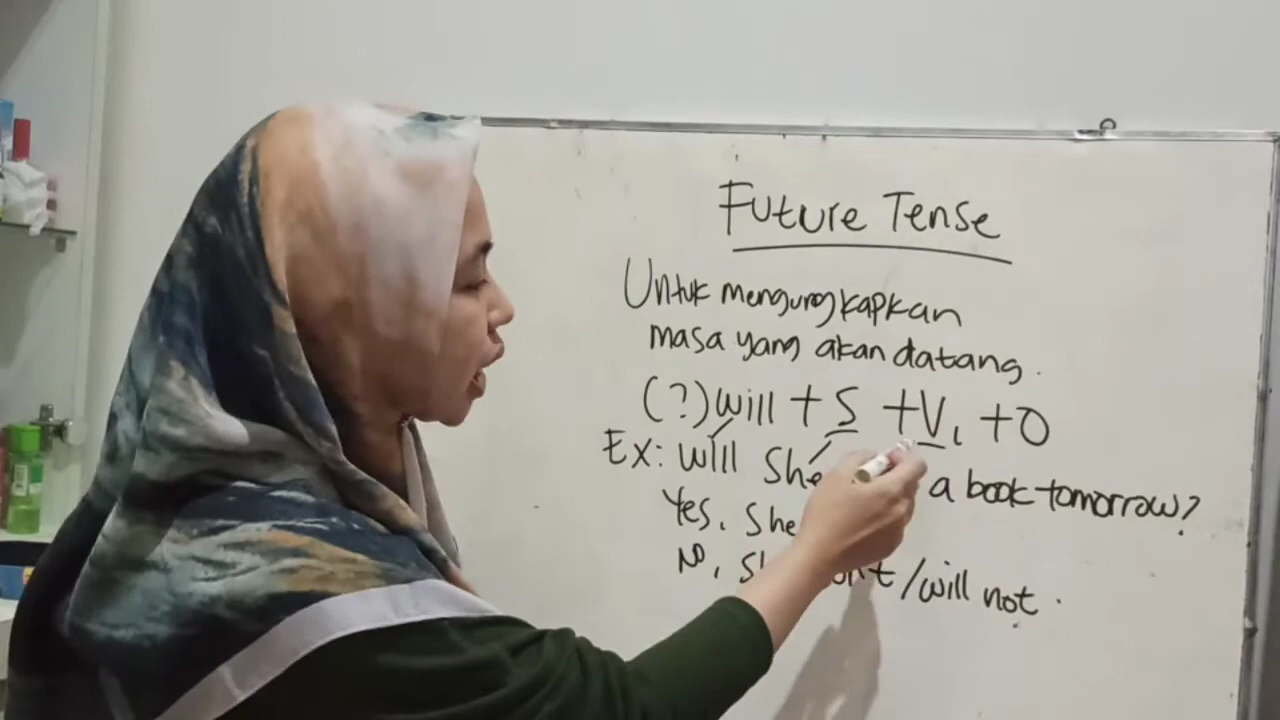 Future Tense
Untuk mengungkapkan
masa yang akan datang.
(?) will + S + V1 + O
Ex: Will She a book tomorrow?
Yes, She
No, won't / will not.